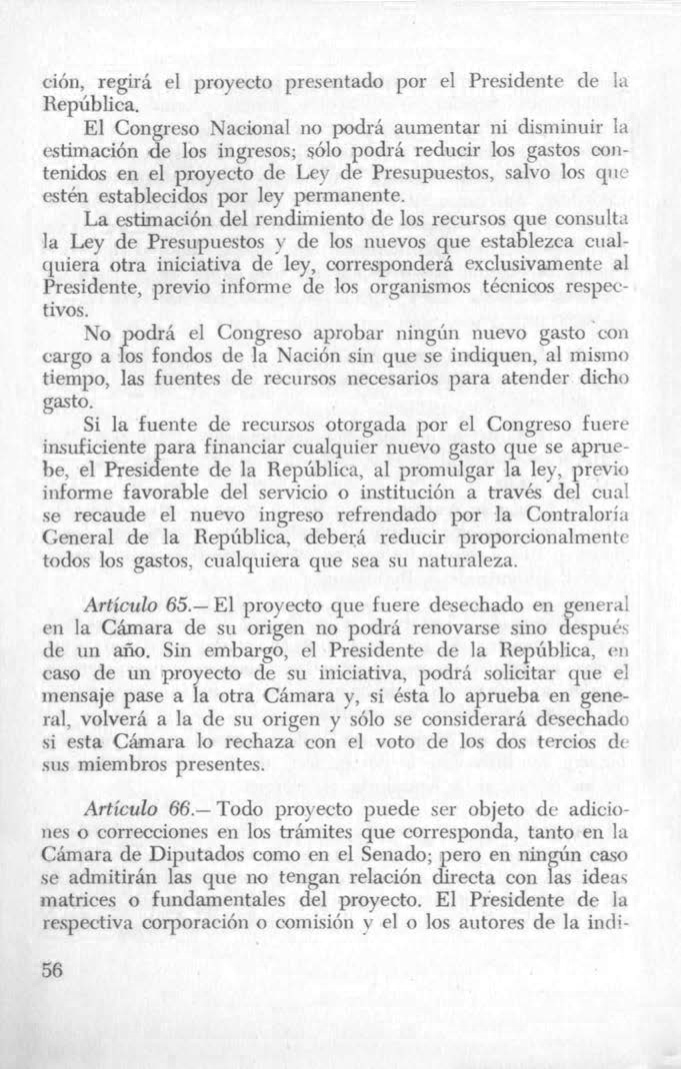 ción, regirá el proyecto presentado por el Presidente de la
República.
El Congreso Nacional no podrá aumentar ni disminuir la
estimación de los ingresos; sólo podrá reducir los gastos con-
tenidos en el proyecto de Ley de Presupuestos, salvo los que
estén establecidos por ley permanente.
La estimación del rendimiento de los recursos que consulta
la Ley de Presupuestos y de los nuevos que establezca cual-
quiera otra iniciativa de ley, corresponderá exclusivamente al
Presidente, previo informe de los organismos técnicos respec-
tivos.
No podrá el Congreso aprobar ningún nuevo gasto con
cargo a los fondos de la Nación sin que se indiquen, al mismo
tiempo, las fuentes de recursos necesarios para atender dicho
gasto.
Si la fuente de recursos otorgada por el Congreso fuere
insuficiente para financiar cualquier nuevo gasto que se aprue-
be, el Presidente de la República, al promulgar la ley, previo
informe favorable del servicio o institución a través del cual
se recaude el nuevo ingreso refrendado por la Contraloría
General de la República, deberá reducir proporcionalmente
todos los gastos, cualquiera que sea su naturaleza.
Artículo 65.— El proyecto que fuere desechado en general
en la Cámara de su origen no podrá renovarse sino después
de un año. Sin embargo, el Presidente de la República, en
caso de un proyecto de su iniciativa, podrá solicitar que el
mensaje pase a la otra Cámara y, si ésta lo aprueba en gene-
ral, volverá a la de su origen y sólo se considerará desechado
si esta Cámara lo rechaza con el voto de los dos tercios de
sus miembros presentes.
Artículo 66.— Todo proyecto puede ser objeto de adicio-
nes o correcciones en los trámites que corresponda, tanto en la
Cámara de Diputados como en el Senado; pero en ningún caso
se admitirán las que no tengan relación directa con las ideas
matrices o fundamentales del proyecto. El Presidente de la
respectiva corporación o comisión y el o los autores de la indi-
56